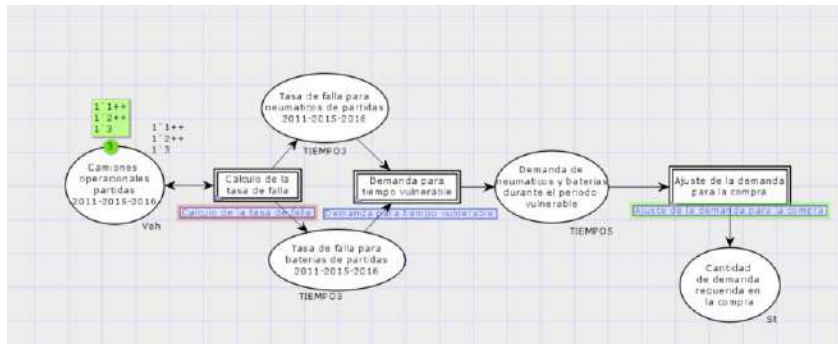 1`1++
1`2++
1`3
3
1`1++
1`2++
1`3
Camiones
operacionales
partidas
2011-2015-2016
Veh
Tasa de falla para
neumaticos de partidas
2011-2015-2016
TIEMPO3
Calculo de la
tasa de falla
Calculo de la tasa de falla
Tasa de falla para
baterias de partidas
2011-2015-2016
TIEMPO3
Demanda para
tiempo vulnerable
Demanda para tiempo vulnerable
Demanda de
neumaticos y baterias
durante el periodo
vulnerable
TIEMPO5
Ajuste de la demanda
para la compra
Ajuste de la demanda para la compra
Cantidad
de demanda
requerida en
la compra
St